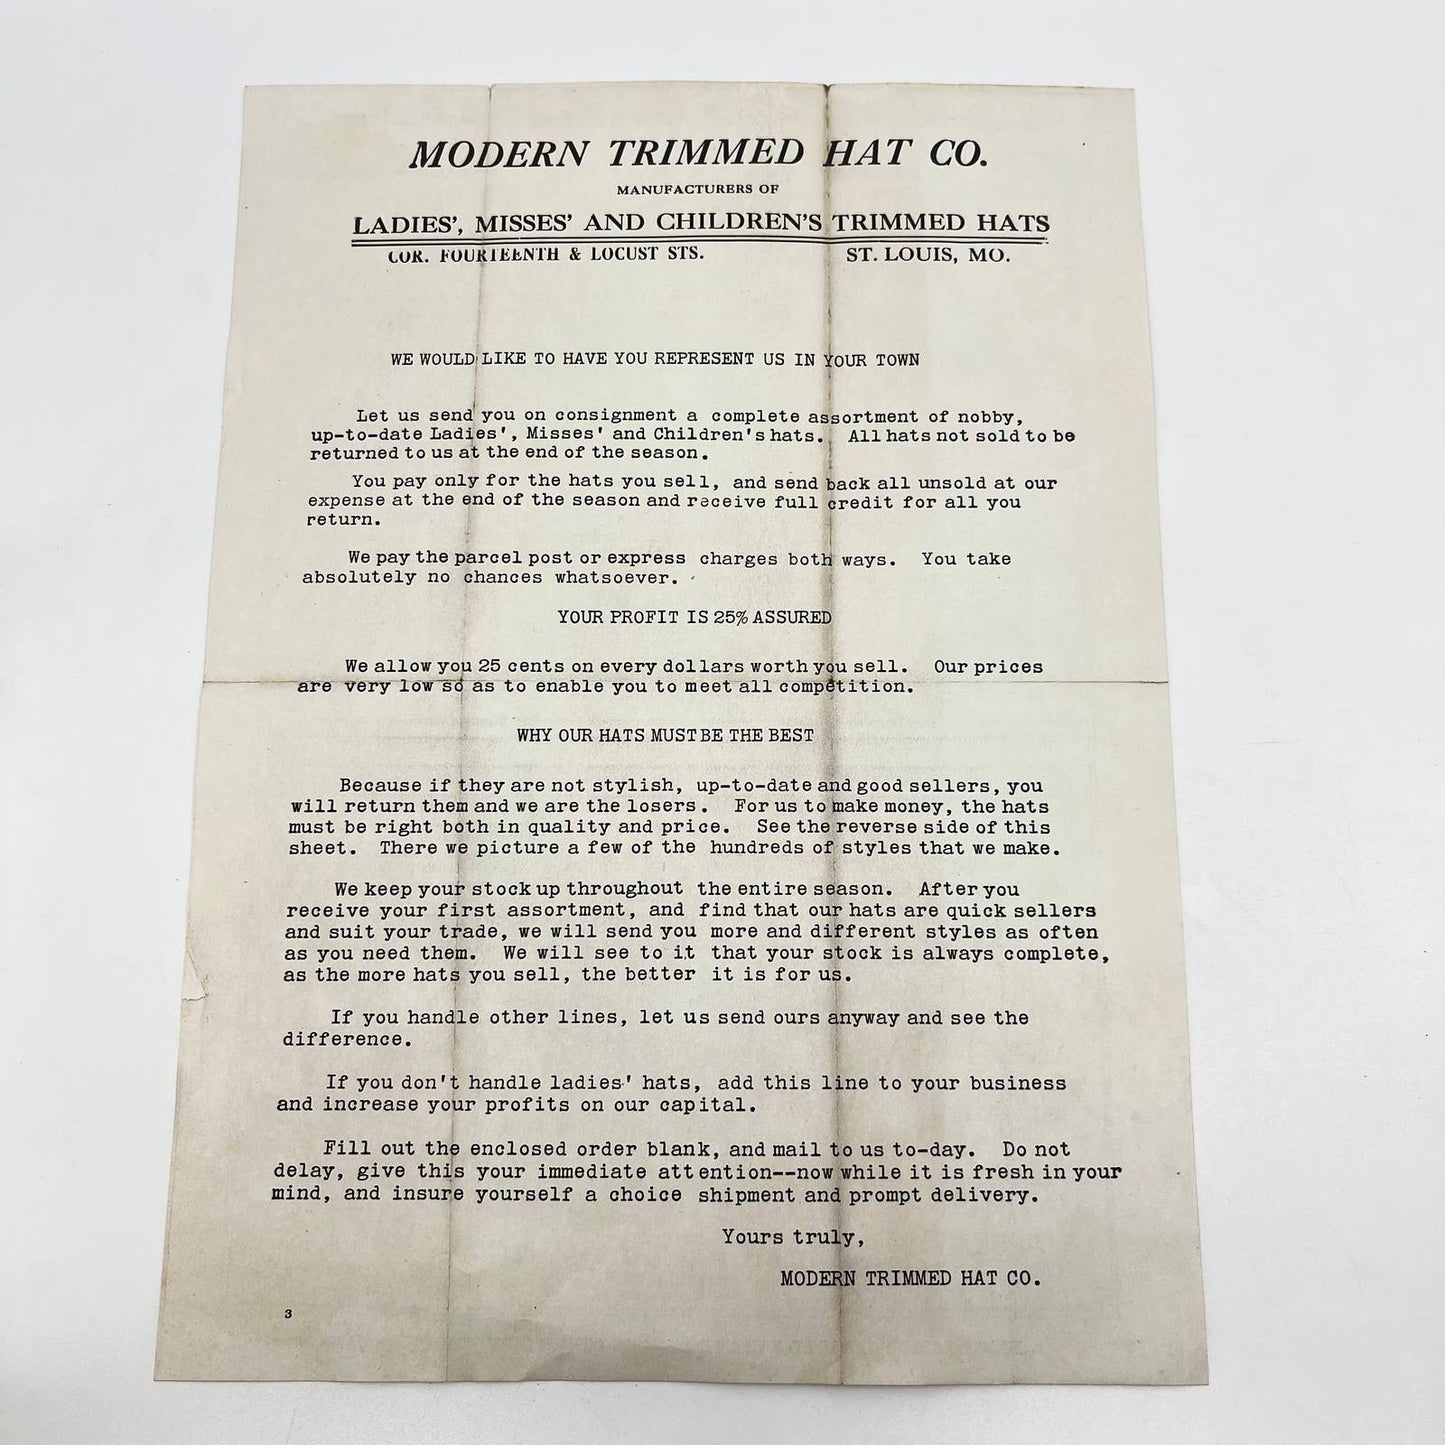 MODERN TRIMMED HAT CO.
MANUFACTURERS OF
LADIES', MISSES' AND CHILDREN'S TRIMMED HATS
COR. FOURTEENTH & LOCUST STS. ST. LOUIS, MO.
WE WOULD LIKE TO HAVE YOU REPRESENT US IN YOUR TOWN
Let us send you on consignment a complete assortment of nobby,
up-to-date Ladies', Misses' and Children's hats. All hats not sold to be
returned to us at the end of the season.
You pay only for the hats you sell, and send back all unsold at our
expense at the end of the season and receive full credit for all you
return.
We pay the parcel post or express charges both ways. You take
absolutely no chances whatsoever.
YOUR PROFIT IS 25% ASSURED
We allow you 25 cents on every dollars worth you sell. Our prices
are very low so as to enable you to meet all competition.
WHY OUR HATS MUST BE THE BEST
Because if they are not stylish, up-to-date and good sellers, you
will return them and we are the losers. For us to make money, the hats
must be right both in quality and price. See the reverse side of this
sheet. There we picture a few of the hundreds of styles that we make.
We keep your stock up throughout the entire season. After you
receive your first assortment, and find that our hats are quick sellers
and suit your trade, we will send you more and different styles as often
as you need them. We will see to it that your stock is always complete,
as the more hats you sell, the better it is for us.
If you handle other lines, let us send ours anyway and see the
difference.
If you don't handle ladies' hats, add this line to your business
and increase your profits on our capital.
Fill out the enclosed order blank, and mail to us to-day. Do not
delay, give this your immediate attention--now while it is fresh in your
mind, and insure yourself a choice shipment and prompt delivery.
Yours truly,
MODERN TRIMMED HAT CO.
3